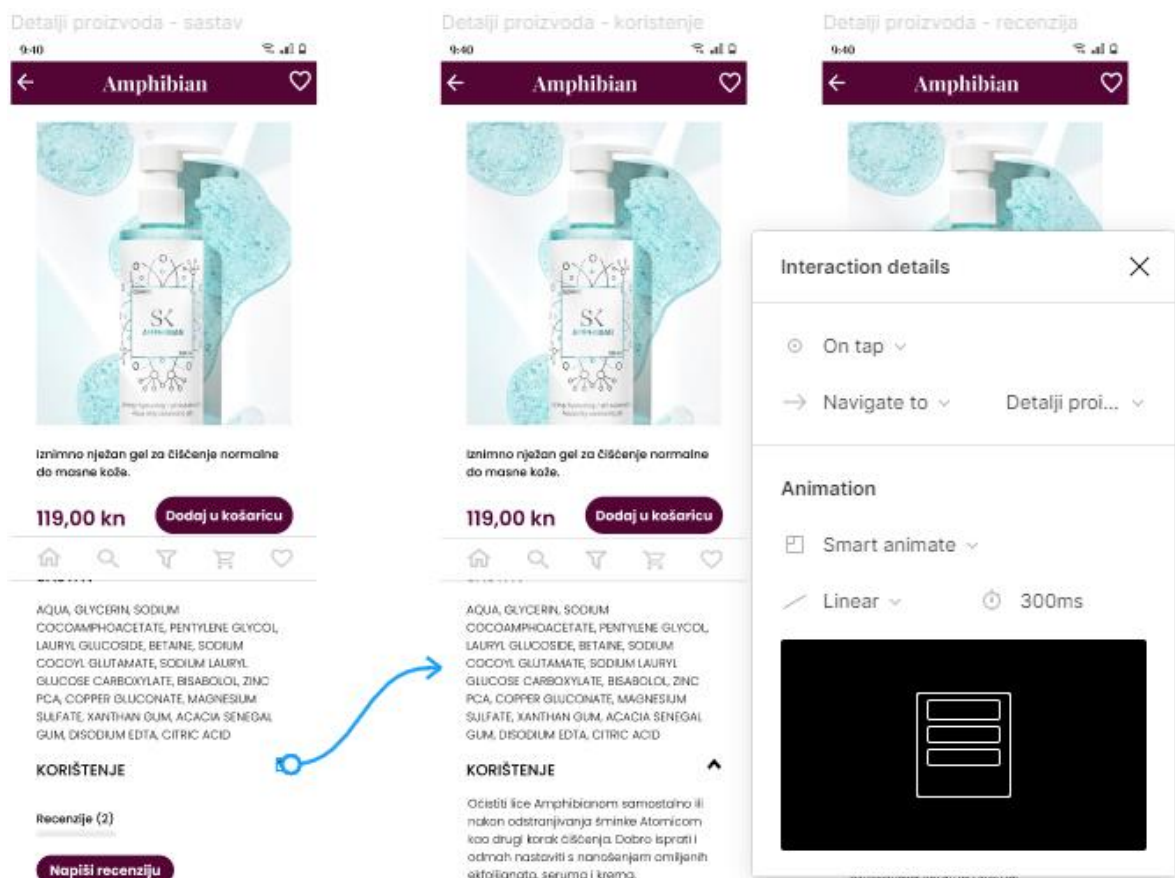 Detalji proizvoda - sastav
9:40
Amphibian
SK
AMPHIBIAN
Iznimno nježan gel za čišćenje normalne
do masne kože.
119,00 kn
Dodaj u košaricu
AQUA, GLYCERIN, SODIUM
COCOAMPHOACETATE, PENTYLENE GLYCOL,
LAURYL GLUCOSIDE, BETAINE, SODIUM
COCOYL GLUTAMATE, SODIUM LAURYL
GLUCOSE CARBOXYLATE, BISABOLOL, ZINC
PCA, COPPER GLUCONATE, MAGNESIUM
SULFATE, XANTHAN GUM, ACACIA SENEGAL
GUM, DISODIUM EDTA, CITRIC ACID
KORIŠTENJE
Recenzije (2)
Napiši recenziju
Detalji proizvoda - koristenje
9:40
Amphibian
SK
AMPHIBIAN
Iznimno nježan gel za čišćenje normalne
do masne kože.
119,00 kn
Dodaj u košaricu
AQUA, GLYCERIN, SODIUM
COCOAMPHOACETATE, PENTYLENE GLYCOL,
LAURYL GLUCOSIDE, BETAINE, SODIUM
COCOYL GLUTAMATE, SODIUM LAURYL
GLUCOSE CARBOXYLATE, BISABOLOL, ZINC
PCA, COPPER GLUCONATE, MAGNESIUM
SULFATE, XANTHAN GUM, ACACIA SENEGAL
GUM, DISODIUM EDTA, CITRIC ACID
KORIŠTENJE
Očistiti lice Amphibianom samostalno ili
nakon odstranjivanja šminke Atomicom
kao drugi korak čišćenja. Dobro isprati i
odmah nastaviti s nanošenjem omiljenih
eksfolijanata, seruma i krema.
Detalji proizvoda - recenzija
9:40
Amphibian
Interaction details
On tap
Navigate to
Detalji proi...
Animation
Smart animate
Linear
300ms